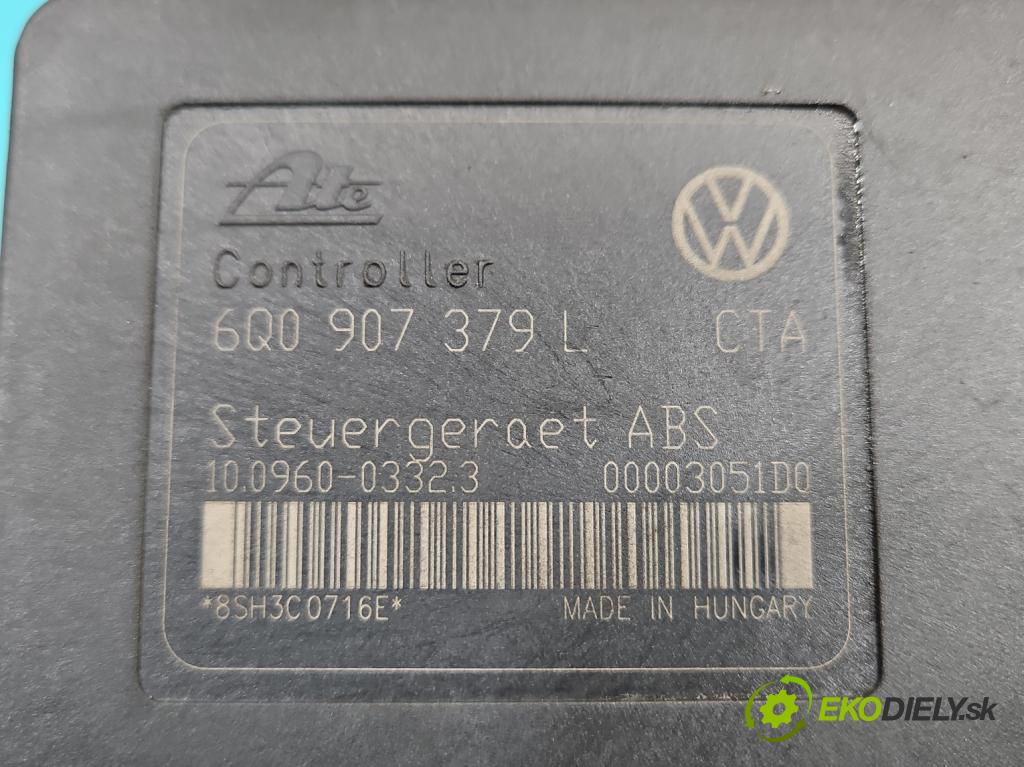 Ate
Controller
6Q0 907 379 L CTA
Steuergeraet ABS
10.0960-0332.3 00003051D0
*8SH3C0716E* MADE IN HUNGARY
EKODIELY.sk